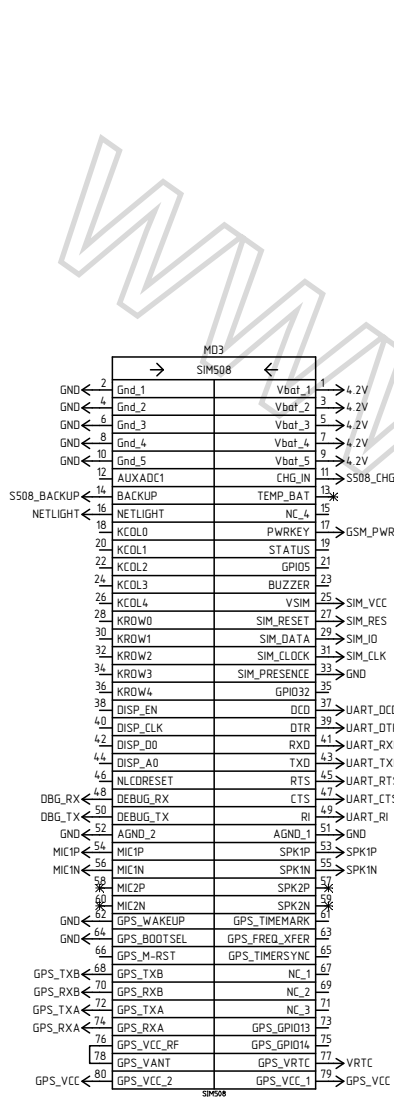 WWW
MD3
SIM508
GND 2 Gnd_1 Vbat_1 1 4.2V
GND 4 Gnd_2 Vbat_2 3 4.2V
GND 6 Gnd_3 Vbat_3 5 4.2V
GND 8 Gnd_4 Vbat_4 7 4.2V
GND 10 Gnd_5 Vbat_5 9 4.2V
12 AUXADC1 CHG_IN 11 S508_CHG
S508_BACKUP 14 BACKUP TEMP_BAT 13
NETLIGHT 16 NETLIGHT NC_4 15
18 KCOL0 PWRKEY 17 GSM_PWR
20 KCOL1 STATUS 19
22 KCOL2 GPIO5 21
24 KCOL3 BUZZER 23
26 KCOL4 VSIM 25 SIM_VCC
28 KROW0 SIM_RESET 27 SIM_RES
30 KROW1 SIM_DATA 29 SIM_IO
32 KROW2 SIM_CLOCK 31 SIM_CLK
34 KROW3 SIM_PRESENCE 33 GND
36 KROW4 GPIO32 35
38 DISP_EN DCD 37 UART_DCD
40 DISP_CLK DTR 39 UART_DTR
42 DISP_D0 RXD 41 UART_RX
44 DISP_A0 TXD 43 UART_TX
46 NLCDRESET RTS 45 UART_RTS
DBG_RX 48 DEBUG_RX CTS 47 UART_CTS
DBG_TX 50 DEBUG_TX RI 49 UART_RI
GND 52 AGND_2 AGND_1 51 GND
MIC1P 54 MIC1P SPK1P 53 SPK1P
MIC1N 56 MIC1N SPK1N 55 SPK1N
58 MIC2P SPK2P 57
60 MIC2N SPK2N 59
GND 62 GPS_WAKEUP GPS_TIMEMARK 61
GND 64 GPS_BOOTSEL GPS_FREQ_XFER 63
66 GPS_M-RST GPS_TIMERSYNC 65
GPS_TXB 68 GPS_TXB NC_1 67
GPS_RXB 70 GPS_RXB NC_2 69
GPS_TXA 72 GPS_TXA NC_3 71
GPS_RXA 74 GPS_RXA GPS_GPIO13 73
76 GPS_VCC_RF GPS_GPIO14 75
78 GPS_VANT GPS_VRTC 77 VRTC
GPS_VCC 80 GPS_VCC_2 GPS_VCC_1 79 GPS_VCC
SIM508